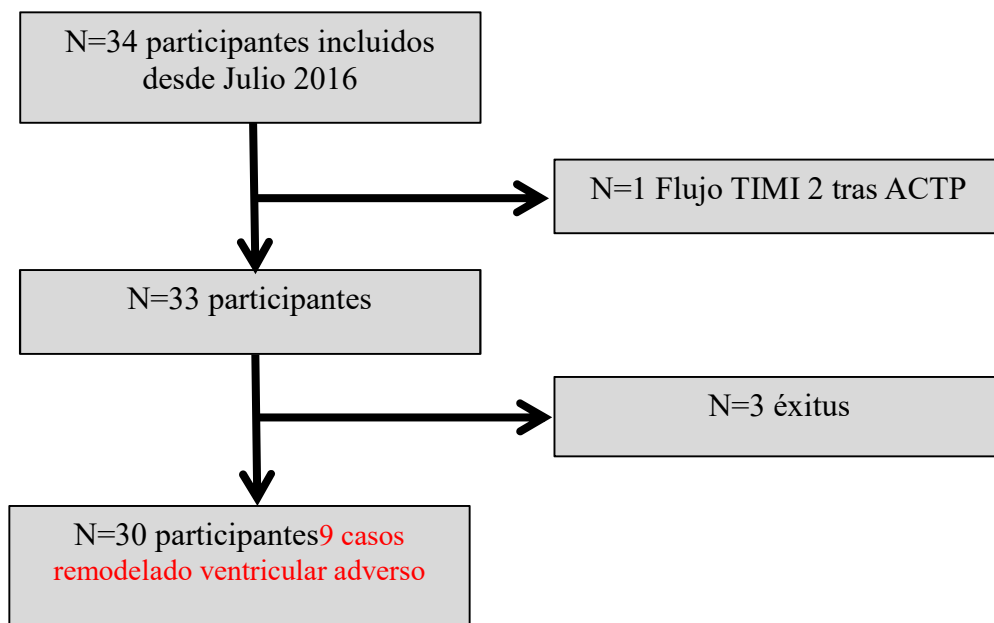 N=34 participantes incluidos
desde Julio 2016
N=1 Flujo TIMI 2 tras ACTP
N=33 participantes
N=3 éxitus
N=30 participantes9 casos
remodelado ventricular adverso